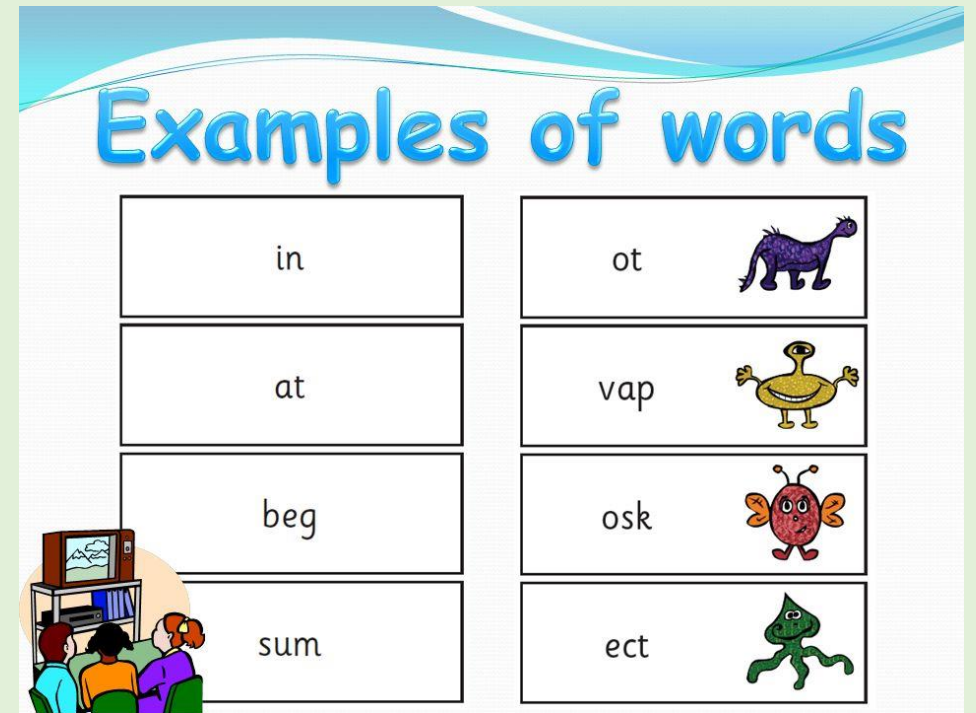 Examples of words
in
ot
at
vap
beg
osk
sum
ect